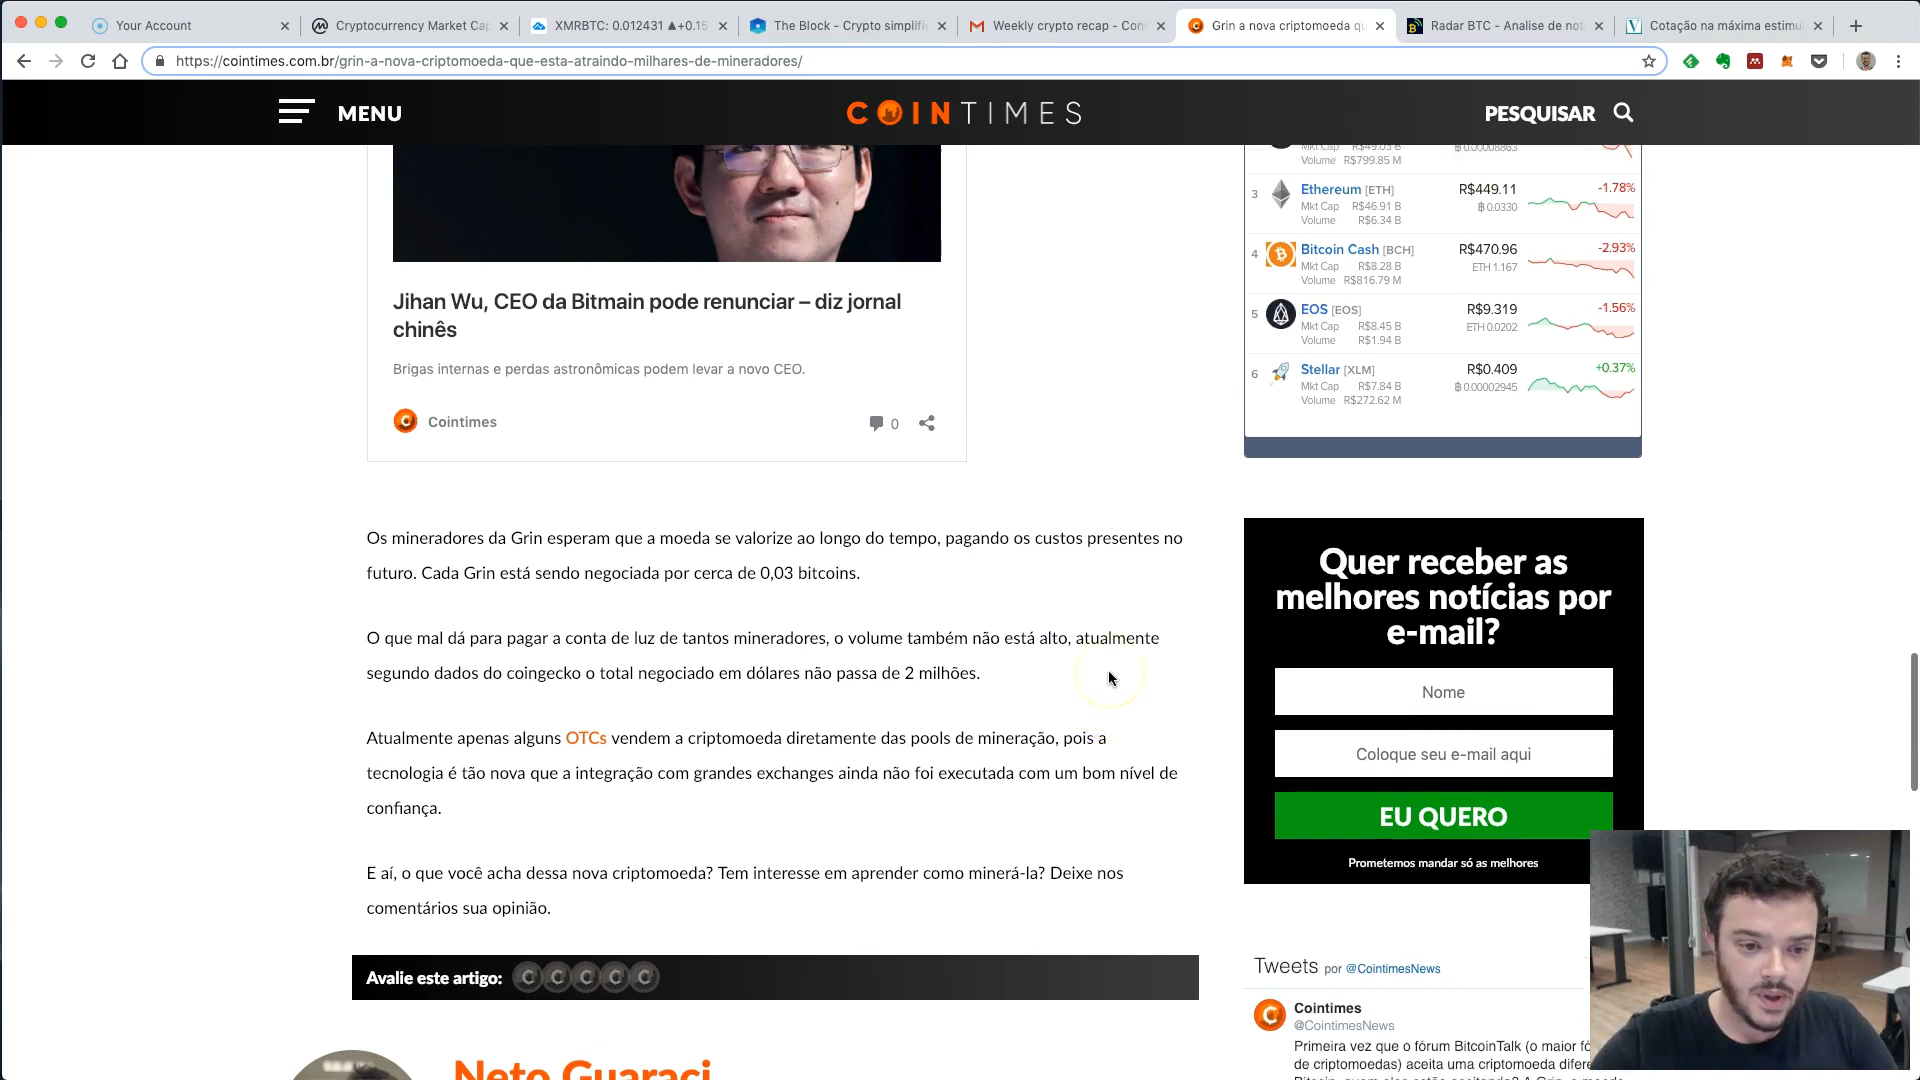 Your Account
Cryptocurrency Market Ca
XMRBTC: 0.012431 ▲+0.15
The Block - Crypto simplifi
Weekly crypto recap - Con
Grin a nova criptomoeda qu
Radar BTC - Analise de not
Cotação na máxima estimul
https://cointimes.com.br/grin-a-nova-criptomoeda-que-esta-atraindo-milhares-de-mineradores/
MENU
COINTIMES
PESQUISAR
Mkt Cap R$49.03 B ฿ 0.00008863
Volume R$799.85 M
3 Ethereum [ETH] R$449.11 -1.78%
Mkt Cap R$46.91 B ฿ 0.0330
Volume R$6.34 B
4 Bitcoin Cash [BCH] R$470.96 -2.93%
Mkt Cap R$8.28 B ETH 1.167
Volume R$816.79 M
5 EOS [EOS] R$9.319 -1.56%
Mkt Cap R$8.45 B ETH 0.0202
Volume R$1.94 B
6 Stellar [XLM] R$0.409 +0.37%
Mkt Cap R$7.84 B ฿ 0.00002945
Volume R$272.62 M
Jihan Wu, CEO da Bitmain pode renunciar – diz jornal
chinês
Brigas internas e perdas astronômicas podem levar a novo CEO.
Cointimes 0
Os mineradores da Grin esperam que a moeda se valorize ao longo do tempo, pagando os custos presentes no
futuro. Cada Grin está sendo negociada por cerca de 0,03 bitcoins.
O que mal dá para pagar a conta de luz de tantos mineradores, o volume também não está alto, atualmente
segundo dados do coingecko o total negociado em dólares não passa de 2 milhões.
Atualmente apenas alguns OTCs vendem a criptomoeda diretamente das pools de mineração, pois a
tecnologia é tão nova que a integração com grandes exchanges ainda não foi executada com um bom nível de
confiança.
E aí, o que você acha dessa nova criptomoeda? Tem interesse em aprender como minerá-la? Deixe nos
comentários sua opinião.
Avalie este artigo:
Neto Guaraci
Quer receber as
melhores notícias por
e-mail?
Nome
Coloque seu e-mail aqui
EU QUERO
Prometemos mandar só as melhores
Tweets por @CointimesNews
Cointimes
@CointimesNews
Primeira vez que o fórum BitcoinTalk (o maior fó
de criptomoedas) aceita uma criptomoeda difere